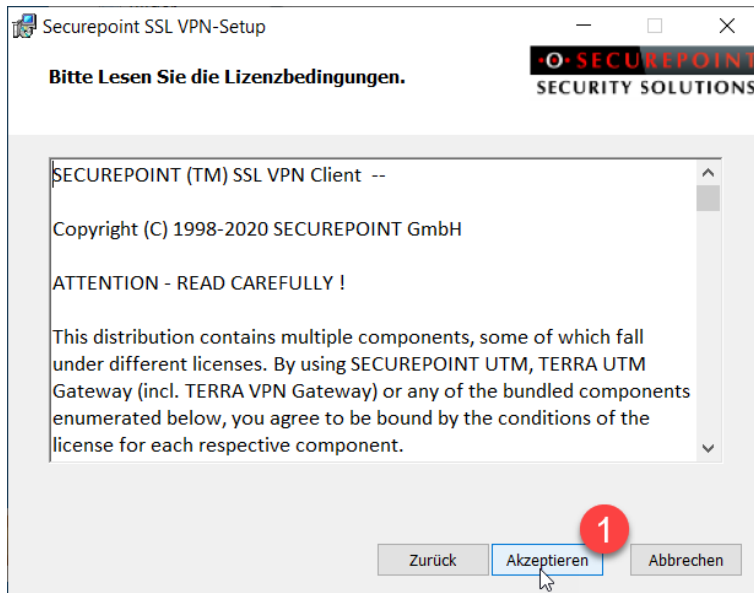 Securepoint SSL VPN-Setup
Bitte Lesen Sie die Lizenzbedingungen.
SECUREPOINT
SECURITY SOLUTIONS
SECUREPOINT (TM) SSL VPN Client --
Copyright (C) 1998-2020 SECUREPOINT GmbH
ATTENTION - READ CAREFULLY !
This distribution contains multiple components, some of which fall
under different licenses. By using SECUREPOINT UTM, TERRA UTM
Gateway (incl. TERRA VPN Gateway) or any of the bundled components
enumerated below, you agree to be bound by the conditions of the
license for each respective component.
1
Zurück Akzeptieren Abbrechen